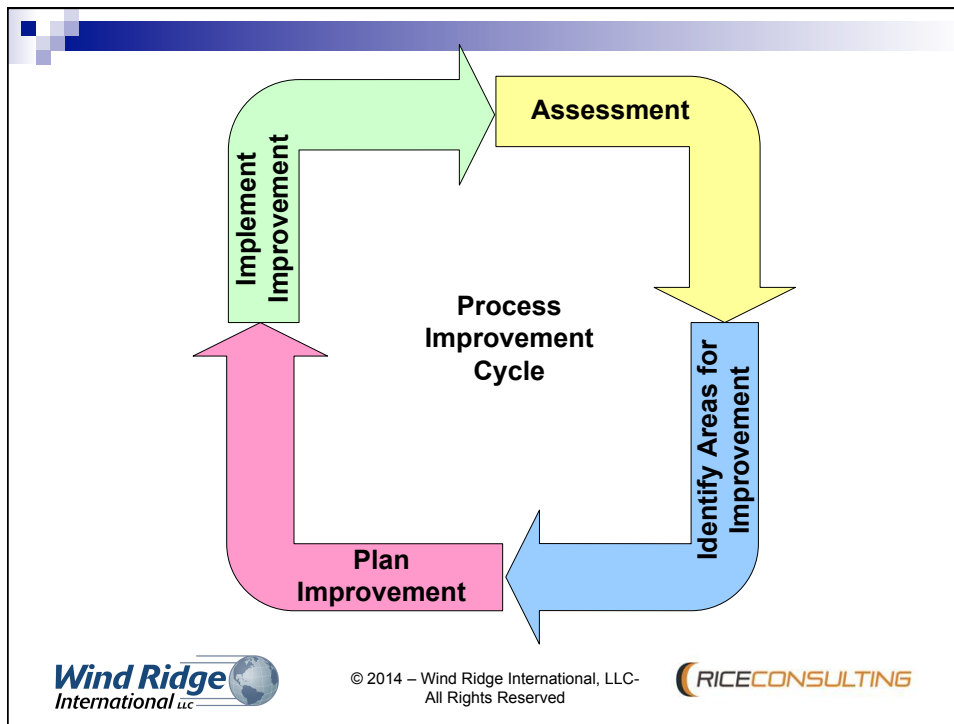 Assessment
Implement
Improvement
Process
Improvement
Cycle
Identify Areas for
Improvement
Plan
Improvement
Wind Ridge
International LLC
© 2014 – Wind Ridge International, LLC-
All Rights Reserved
RICECONSULTING